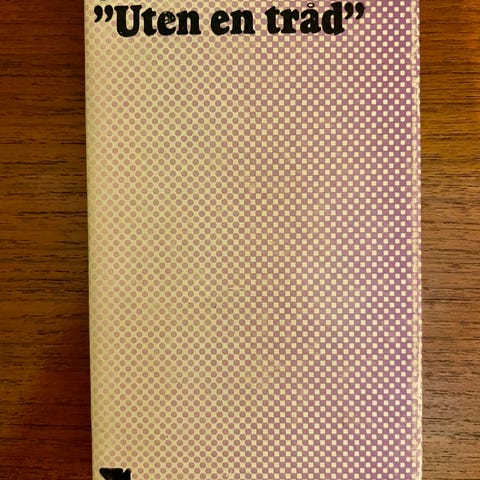 ”Uten en tråd”